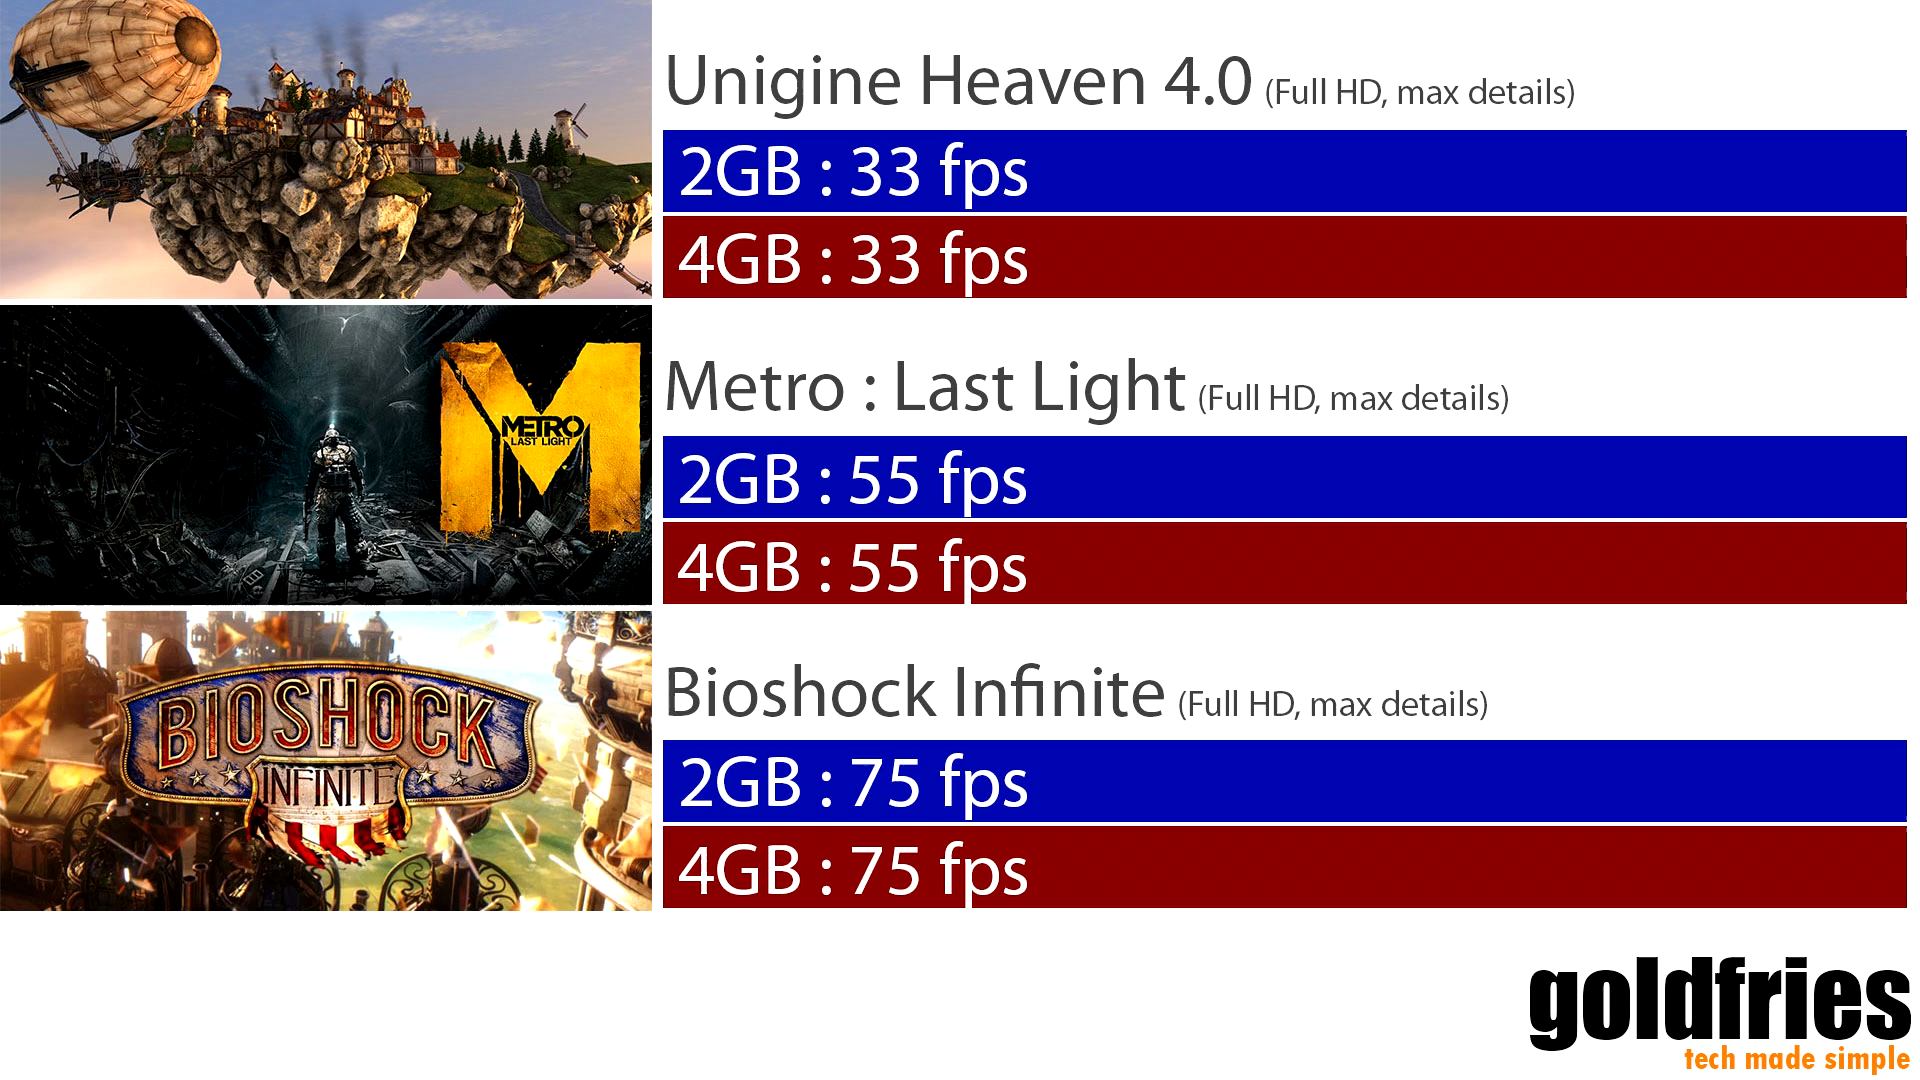 Unigine Heaven 4.0 (Full HD, max details)
2GB : 33 fps
4GB : 33 fps
METRO
LAST LIGHT
Metro : Last Light (Full HD, max details)
2GB : 55 fps
4GB : 55 fps
BIOSHOCK
INFINITE
Bioshock Infinite (Full HD, max details)
2GB : 75 fps
4GB : 75 fps
goldfries
tech made simple